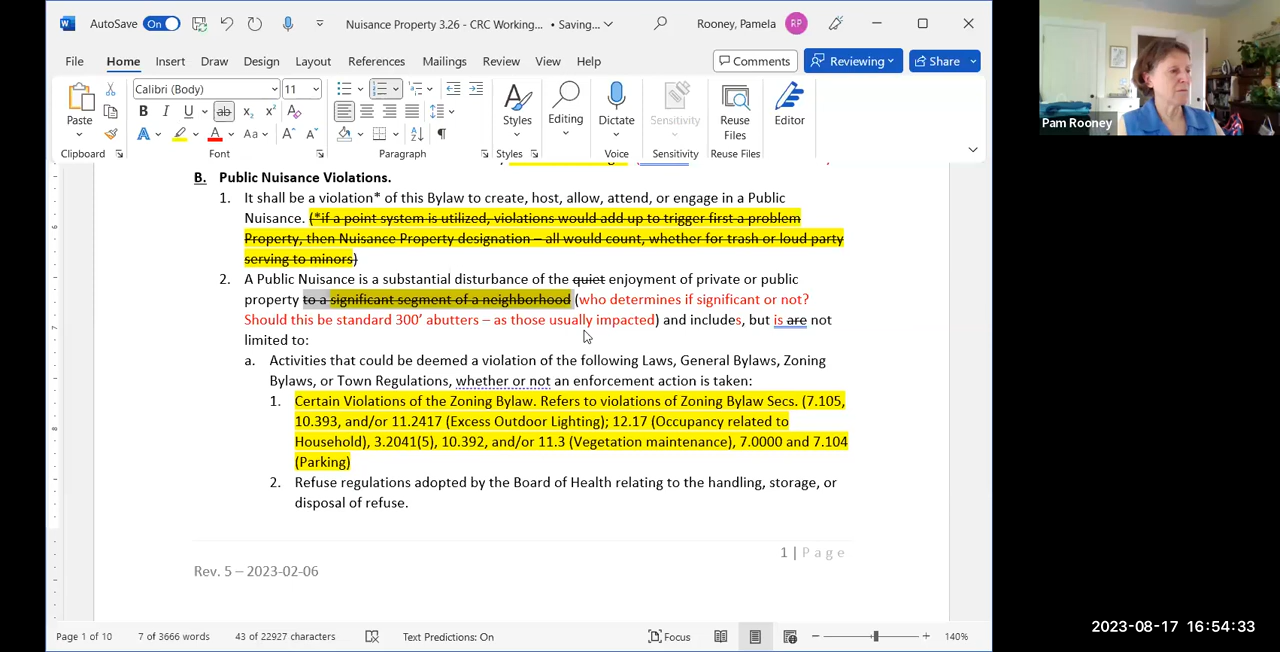 AutoSave On Nuisance Property 3.26 - CRC Working... • Saving... Rooney, Pamela RP
File Home Insert Draw Design Layout References Mailings Review View Help Comments Reviewing Share
Calibri (Body) 11
Paste Styles Editing Dictate Sensitivity Reuse Files Editor
Clipboard Font Paragraph Styles Voice Sensitivity Reuse Files
Pam Rooney
B. Public Nuisance Violations.
1. It shall be a violation* of this Bylaw to create, host, allow, attend, or engage in a Public
Nuisance. (*if a point system is utilized, violations would add up to trigger first a problem
Property, then Nuisance Property designation – all would count, whether for trash or loud party
serving to minors)
2. A Public Nuisance is a substantial disturbance of the quiet enjoyment of private or public
property to a significant segment of a neighborhood (who determines if significant or not?
Should this be standard 300' abutters – as those usually impacted) and includes, but is are not
limited to:
a. Activities that could be deemed a violation of the following Laws, General Bylaws, Zoning
Bylaws, or Town Regulations, whether or not an enforcement action is taken:
1. Certain Violations of the Zoning Bylaw. Refers to violations of Zoning Bylaw Secs. (7.105,
10.393, and/or 11.2417 (Excess Outdoor Lighting); 12.17 (Occupancy related to
Household), 3.2041(5), 10.392, and/or 11.3 (Vegetation maintenance), 7.0000 and 7.104
(Parking)
2. Refuse regulations adopted by the Board of Health relating to the handling, storage, or
disposal of refuse.
1 | Page
Rev. 5 – 2023-02-06
Page 1 of 10 7 of 3666 words 43 of 22927 characters Text Predictions: On Focus 140%
2023-08-17 16:54:33